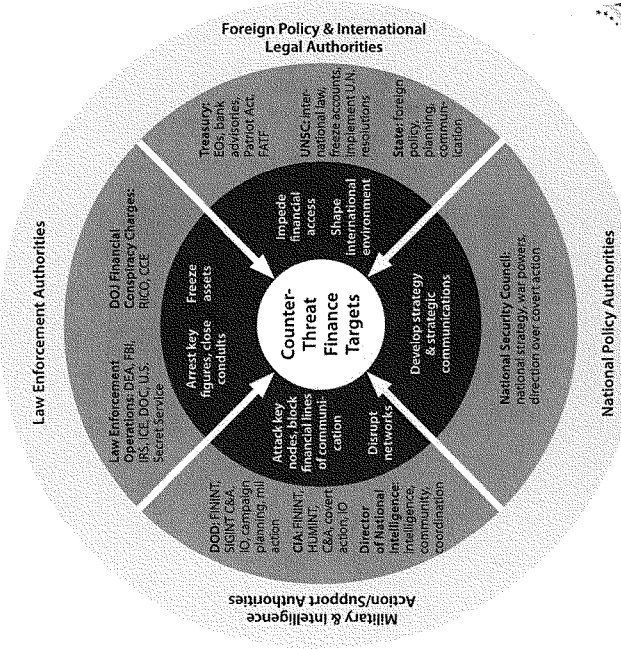 Law Enforcement Authorities
Law Enforcement
Operations: DEA, FBI,
IRS, ICE, DOC, U.S.
Secret Service
DOJ Financial
Conspiracy Charges:
RICO, CCE
Arrest key
figures, close
conduits
Freeze
assets
Foreign Policy & International
Legal Authorities
Treasury:
EOs, bank
advisories,
Patriot Act,
FATF
UNSC: inter-
national law,
freeze accounts,
implement U.N.
resolutions
State: foreign
policy,
planning,
commun-
ication
Impede
financial
access
Shape
international
environment
Counter-
Threat
Finance
Targets
Military & Intelligence
Action/Support Authorities
DOD: FININT,
SIGINT C&A,
IO, campaign
planning, mil
action
CIA: FININT,
HUMINT,
C&A, covert
action, IO
Director
of National
Intelligence:
Intelligence,
community,
coordination
Attack key
nodes, block
financial lines
of communi-
cation
Disrupt
networks
Develop strategy
& strategic
communications
National Security Council:
national strategy, war powers,
direction over covert action
National Policy Authorities